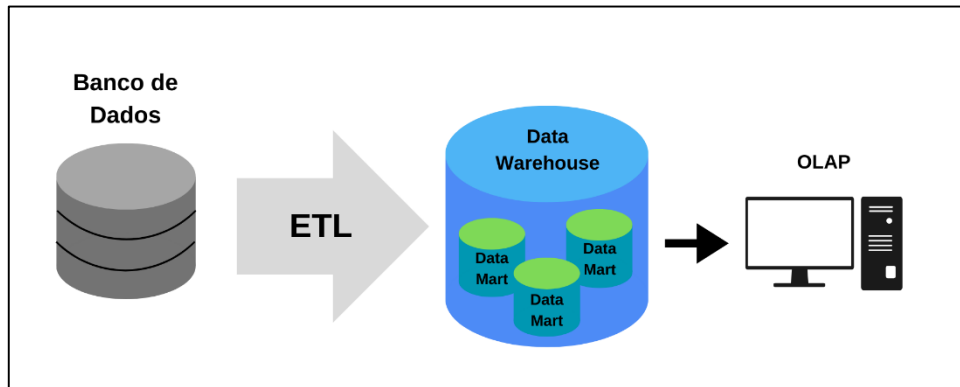 Banco de
Dados
ETL
Data
Warehouse
Data
Mart
Data
Mart
Data
Mart
OLAP